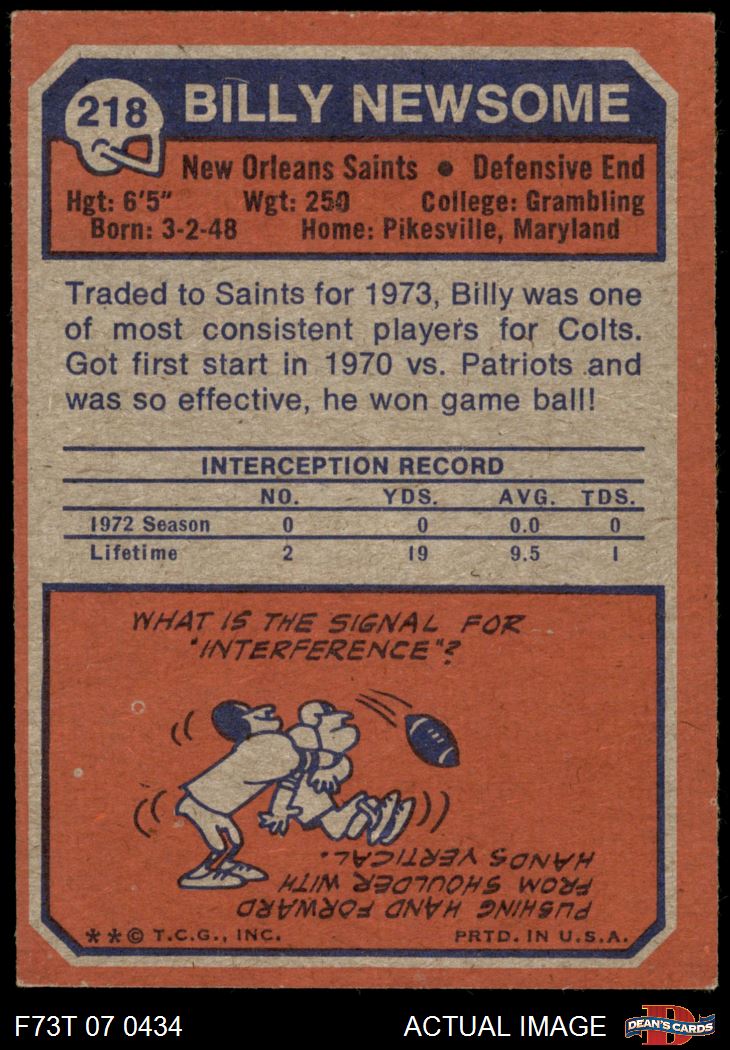 218
BILLY NEWSOME
New Orleans Saints • Defensive End
Hgt: 6'5" Wgt: 250 College: Grambling
Born: 3-2-48 Home: Pikesville, Maryland
Traded to Saints for 1973, Billy was one
of most consistent players for Colts.
Got first start in 1970 vs. Patriots and
was so effective, he won game ball!
INTERCEPTION RECORD
NO. YDS. AVG. TDS.
1972 Season 0 0 0.0 0
Lifetime 2 19 9.5 1
WHAT IS THE SIGNAL FOR
"INTERFERENCE"?
PUSHING HAND FORWARD
FROM SHOULDER WITH
HANDS VERTICAL.
**© T.C.G., INC. PRTD. IN U.S.A.
F73T 07 0434 ACTUAL IMAGE
D
DEAN'S CARDS